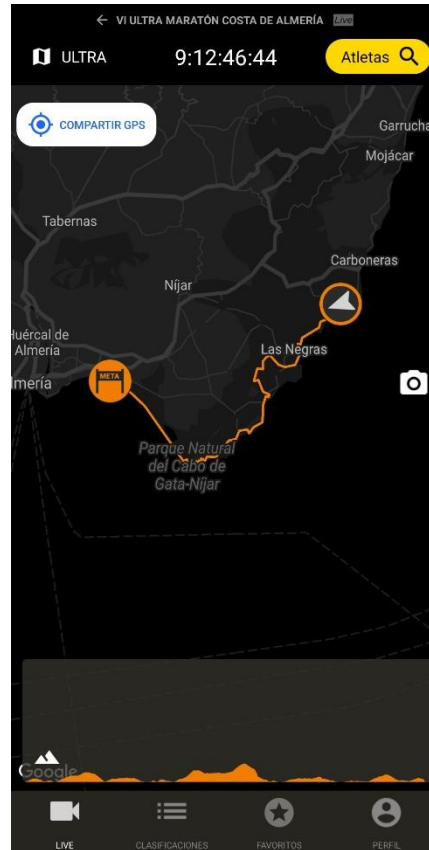 ← VI ULTRA MARATÓN COSTA DE ALMERÍA Live
ULTRA
9:12:46:44
Atletas
COMPARTIR GPS
Garrucha
Mojácar
Tabernas
Carboneras
Níjar
Huércal de
Almería
Las Negras
META
lmería
Parque Natural
del Cabo de
Gata-Níjar
Google
LIVE
CLASIFICACIONES
FAVORITOS
PERFIL